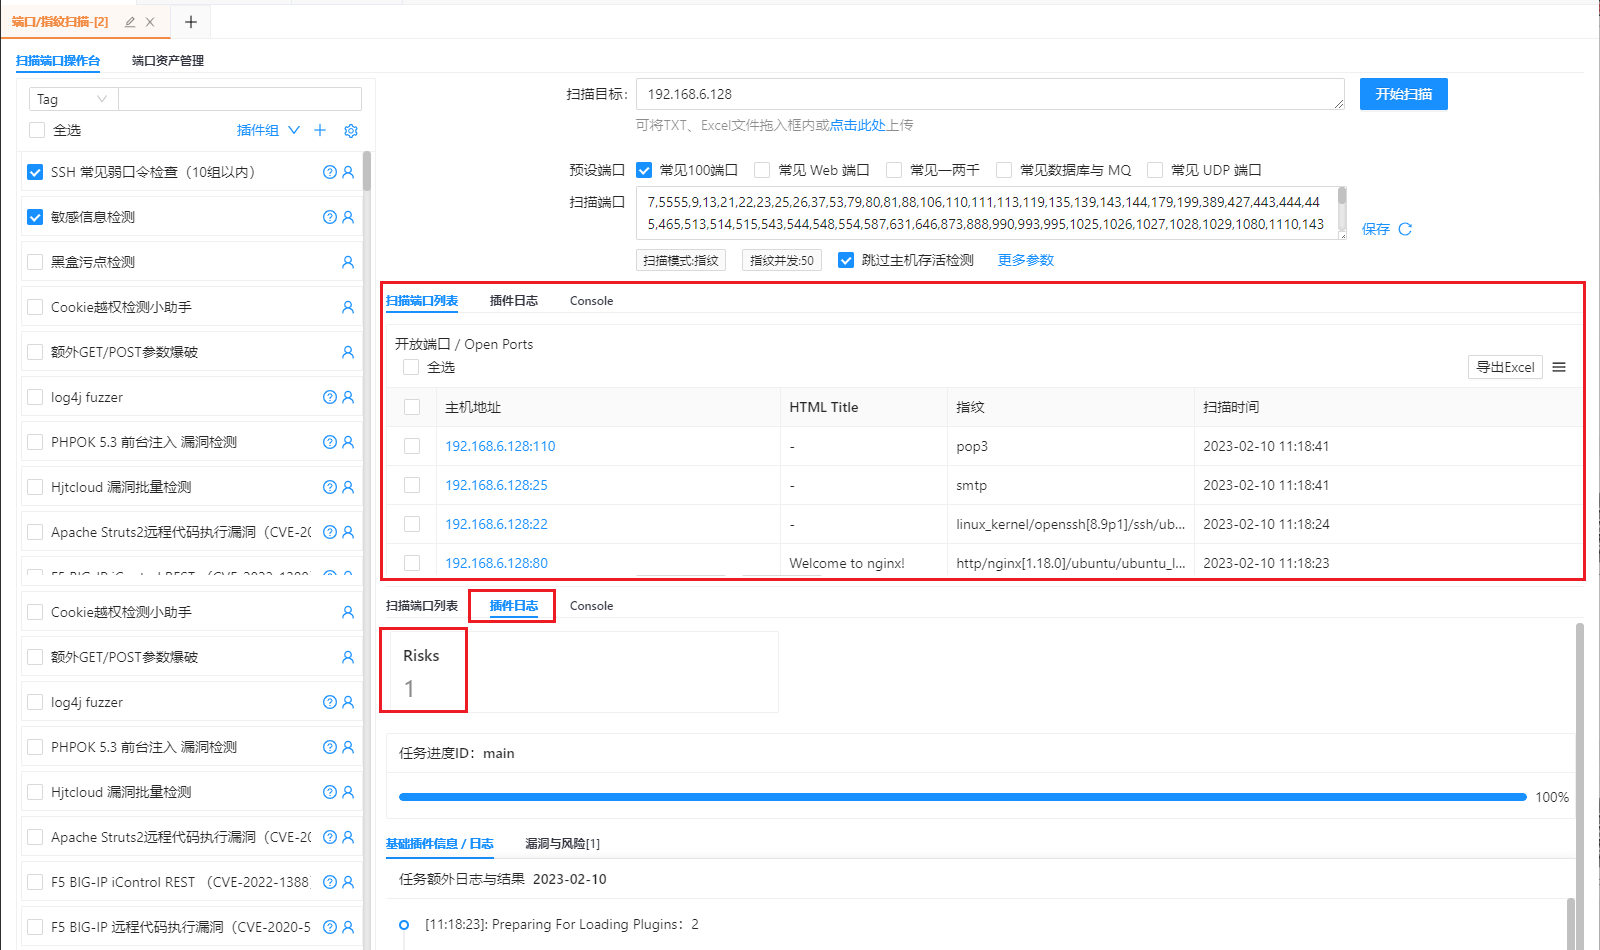 端口/指纹扫描-[2]
扫描端口操作台
端口资产管理
Tag
全选
插件组
SSH 常见弱口令检查（10组以内）
敏感信息检测
黑盒污点检测
Cookie越权检测小助手
额外GET/POST参数爆破
log4j fuzzer
PHPOK 5.3 前台注入 漏洞检测
Hjtcloud 漏洞批量检测
Apache Struts2远程代码执行漏洞（CVE-20
Cookie越权检测小助手
额外GET/POST参数爆破
log4j fuzzer
PHPOK 5.3 前台注入 漏洞检测
Hjtcloud 漏洞批量检测
Apache Struts2远程代码执行漏洞（CVE-20
F5 BIG-IP iControl REST （CVE-2022-1388
F5 BIG-IP 远程代码执行漏洞（CVE-2020-5
扫描目标: 192.168.6.128
开始扫描
可将TXT、Excel文件拖入框内或点击此处上传
预设端口 常见100端口 常见 Web 端口 常见一两千 常见数据库与 MQ 常见 UDP 端口
扫描端口 7,5555,9,13,21,22,23,25,26,37,53,79,80,81,88,106,110,111,113,119,135,139,143,144,179,199,389,427,443,444,44
5,465,513,514,515,543,544,548,554,587,631,646,873,888,990,993,995,1025,1026,1027,1028,1029,1080,1110,143
保存
扫描模式:指纹 指纹并发:50 跳过主机存活检测 更多参数
扫描端口列表 插件日志 Console
开放端口 / Open Ports
全选 导出Excel
主机地址 HTML Title 指纹 扫描时间
192.168.6.128:110 - pop3 2023-02-10 11:18:41
192.168.6.128:25 - smtp 2023-02-10 11:18:41
192.168.6.128:22 - linux_kernel/openssh[8.9p1]/ssh/ub... 2023-02-10 11:18:24
192.168.6.128:80 Welcome to nginx! http/nginx[1.18.0]/ubuntu/ubuntu_l... 2023-02-10 11:18:23
扫描端口列表 插件日志 Console
Risks
1
任务进度ID：main
100%
基础插件信息 / 日志 漏洞与风险[1]
任务额外日志与结果 2023-02-10
[11:18:23]: Preparing For Loading Plugins：2